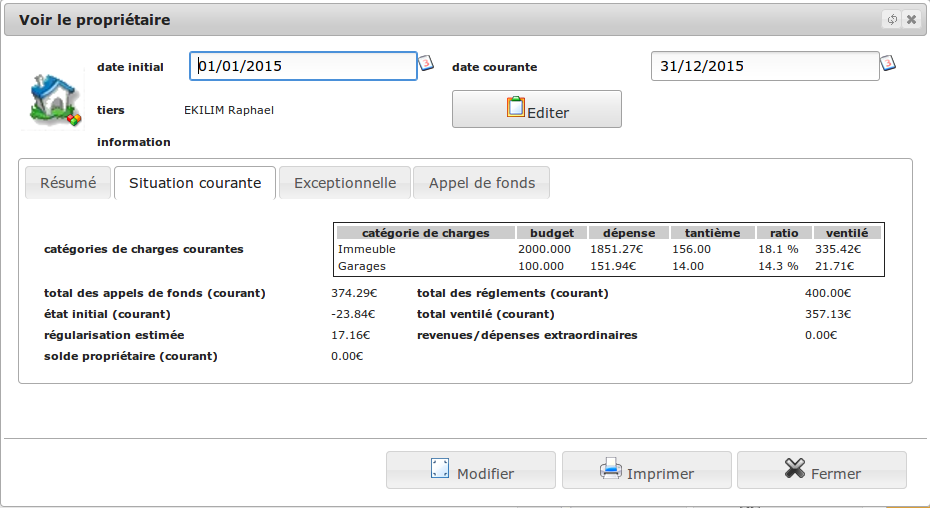 Voir le propriétaire
date initial 01/01/2015 date courante 31/12/2015
tiers EKILIM Raphael Editer
information
Résumé Situation courante Exceptionnelle Appel de fonds
catégorie de charges budget dépense tantième ratio ventilé
catégories de charges courantes Immeuble 2000.000 1851.27€ 156.00 18.1 % 335.42€
Garages 100.000 151.94€ 14.00 14.3 % 21.71€
total des appels de fonds (courant) 374.29€ total des réglements (courant) 400.00€
état initial (courant) -23.84€ total ventilé (courant) 357.13€
régularisation estimée 17.16€ revenues/dépenses extraordinaires 0.00€
solde propriétaire (courant) 0.00€
Modifier Imprimer Fermer